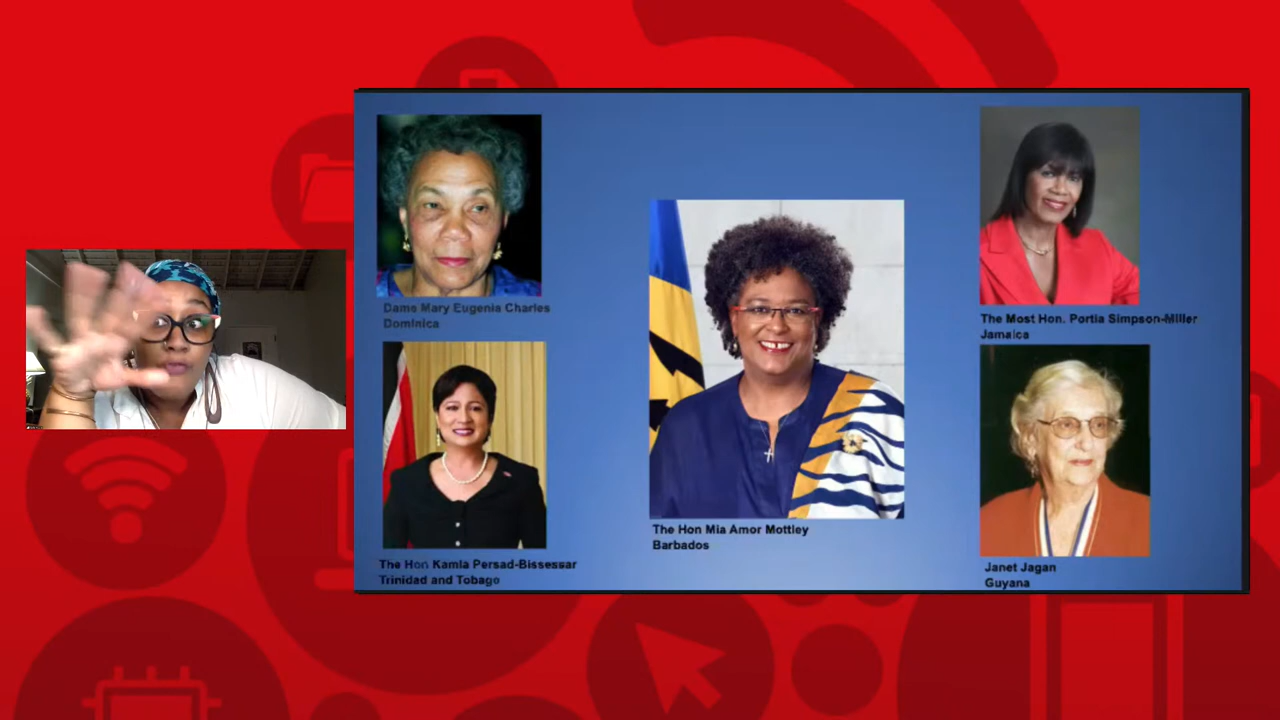 Dame Mary Eugenia Charles
Dominica
The Hon Kamla Persad-Bissessar
Trinidad and Tobago
The Hon Mia Amor Mottley
Barbados
The Most Hon. Portia Simpson-Miller
Jamaica
Janet Jagan
Guyana